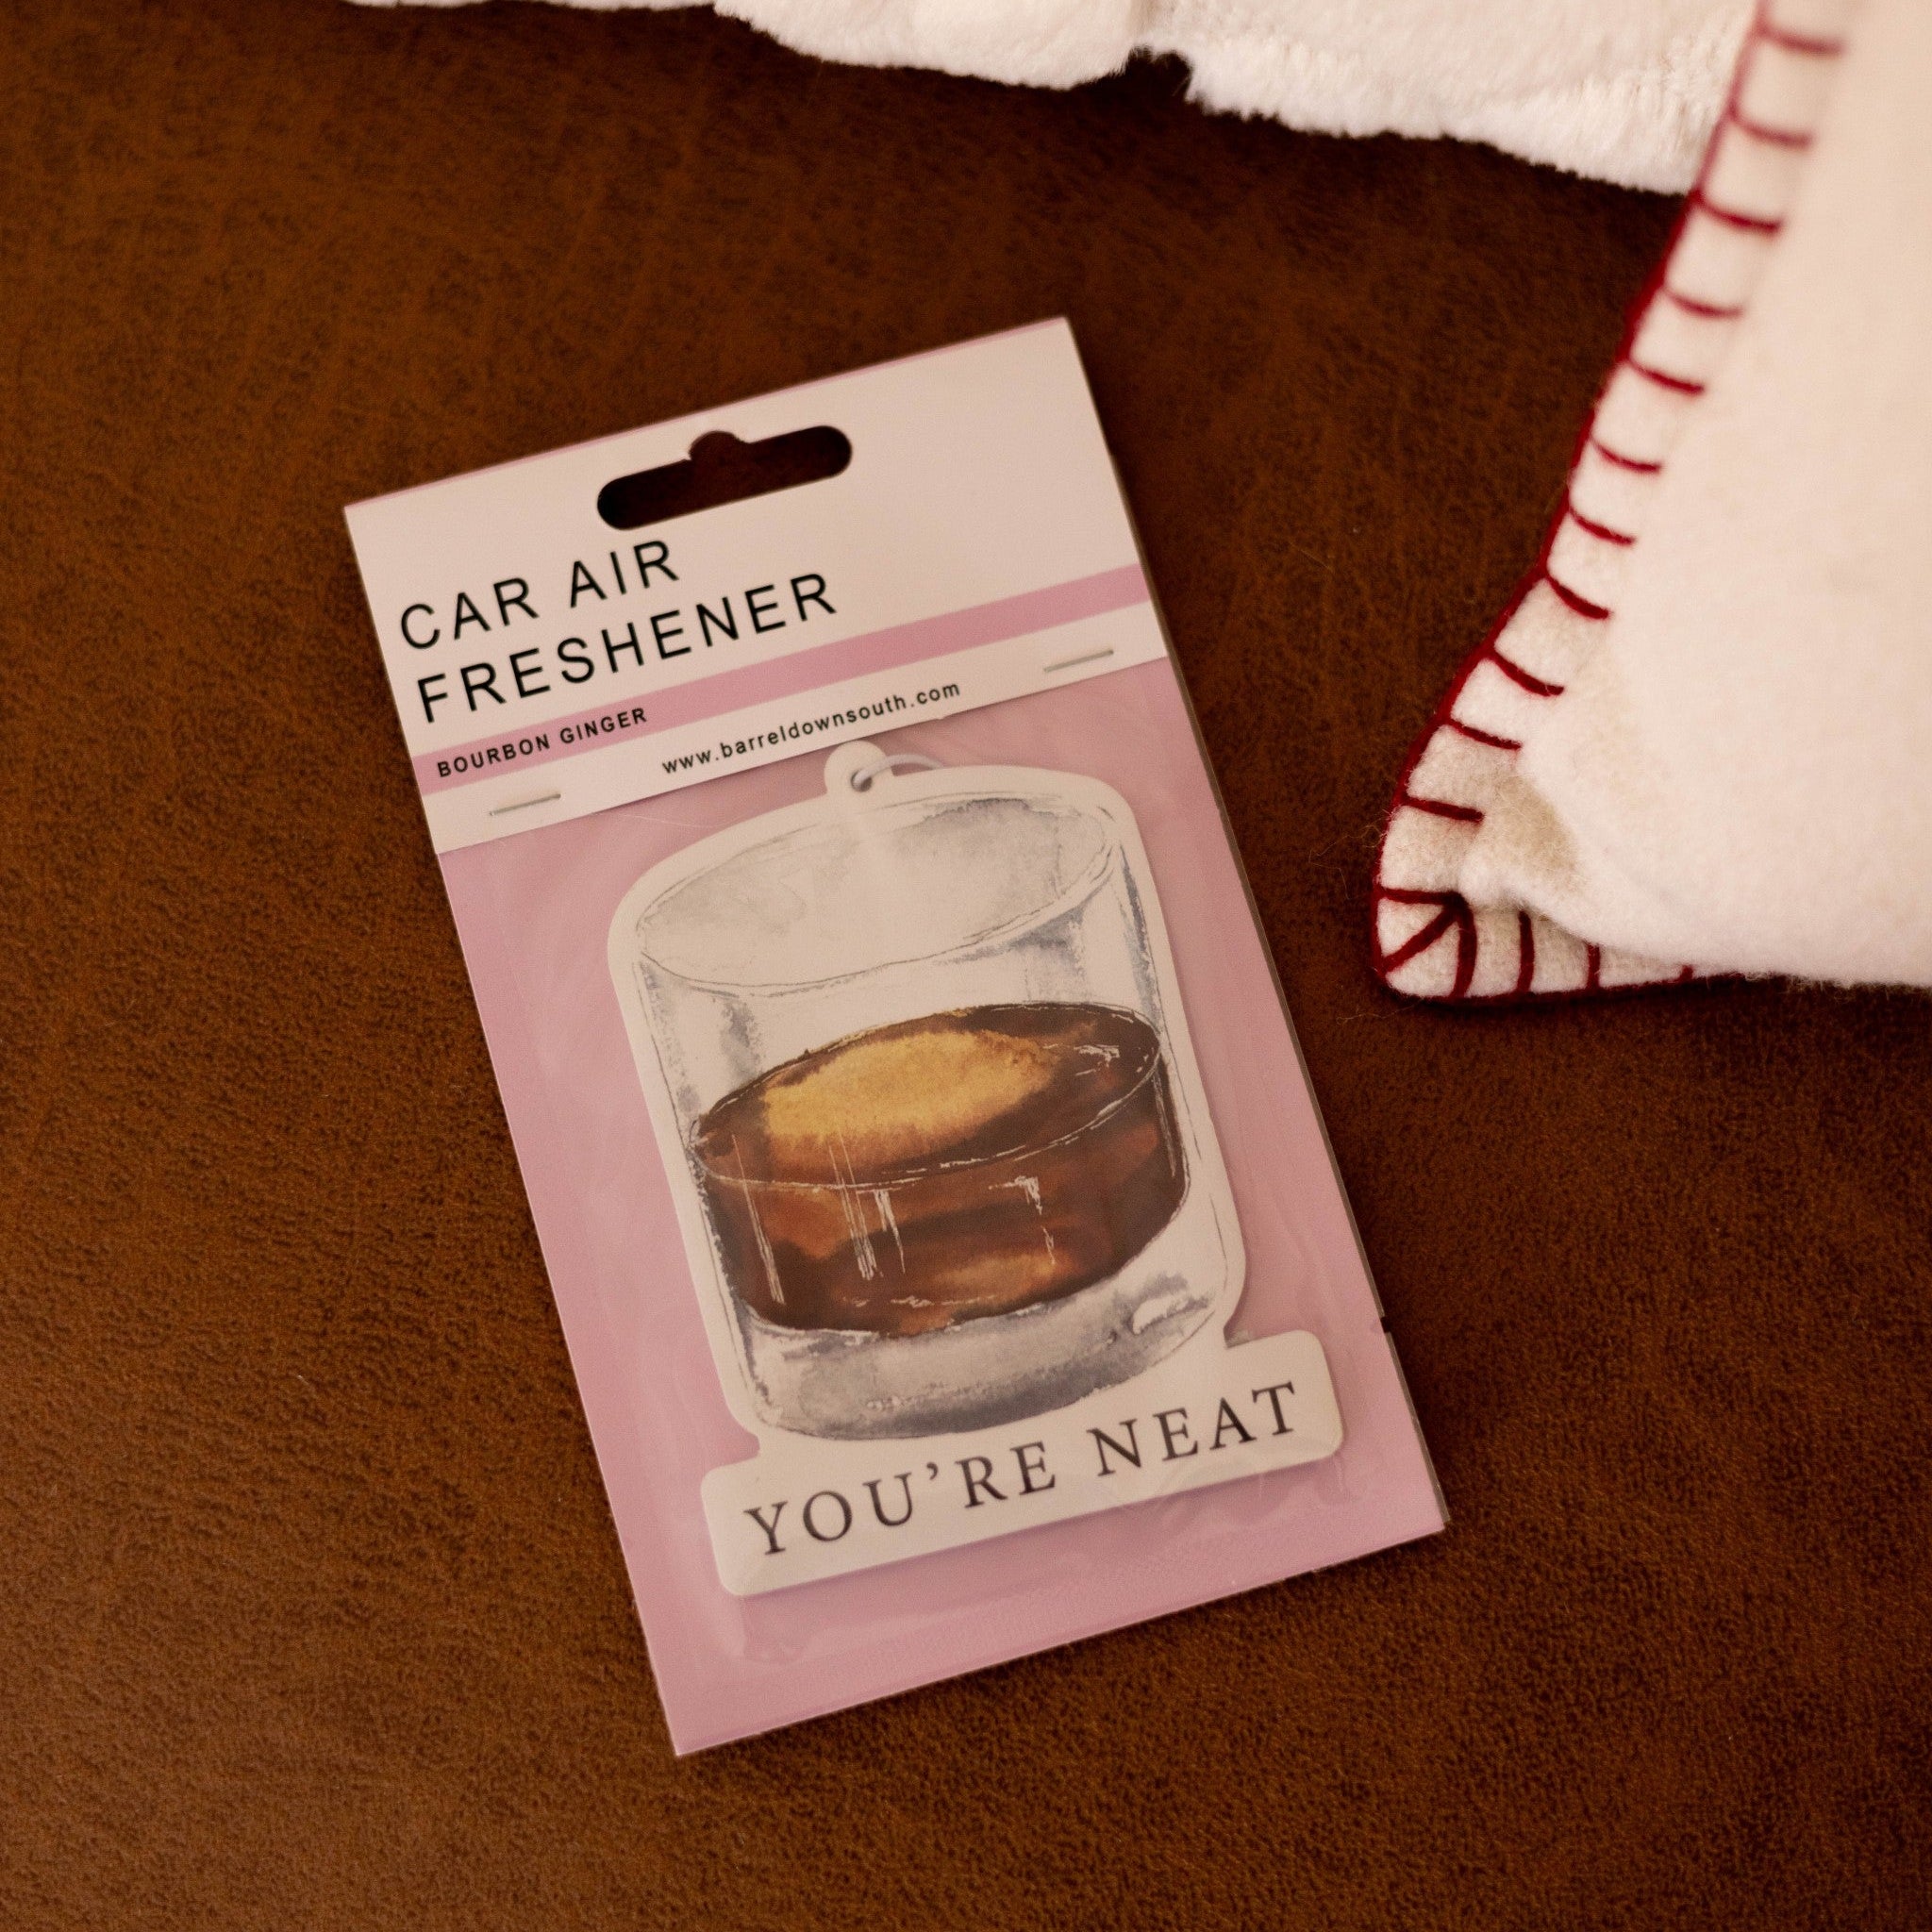 CAR AIR
FRESHENER
BOURBON GINGER
www.barreldownsouth.com
YOU'RE NEAT